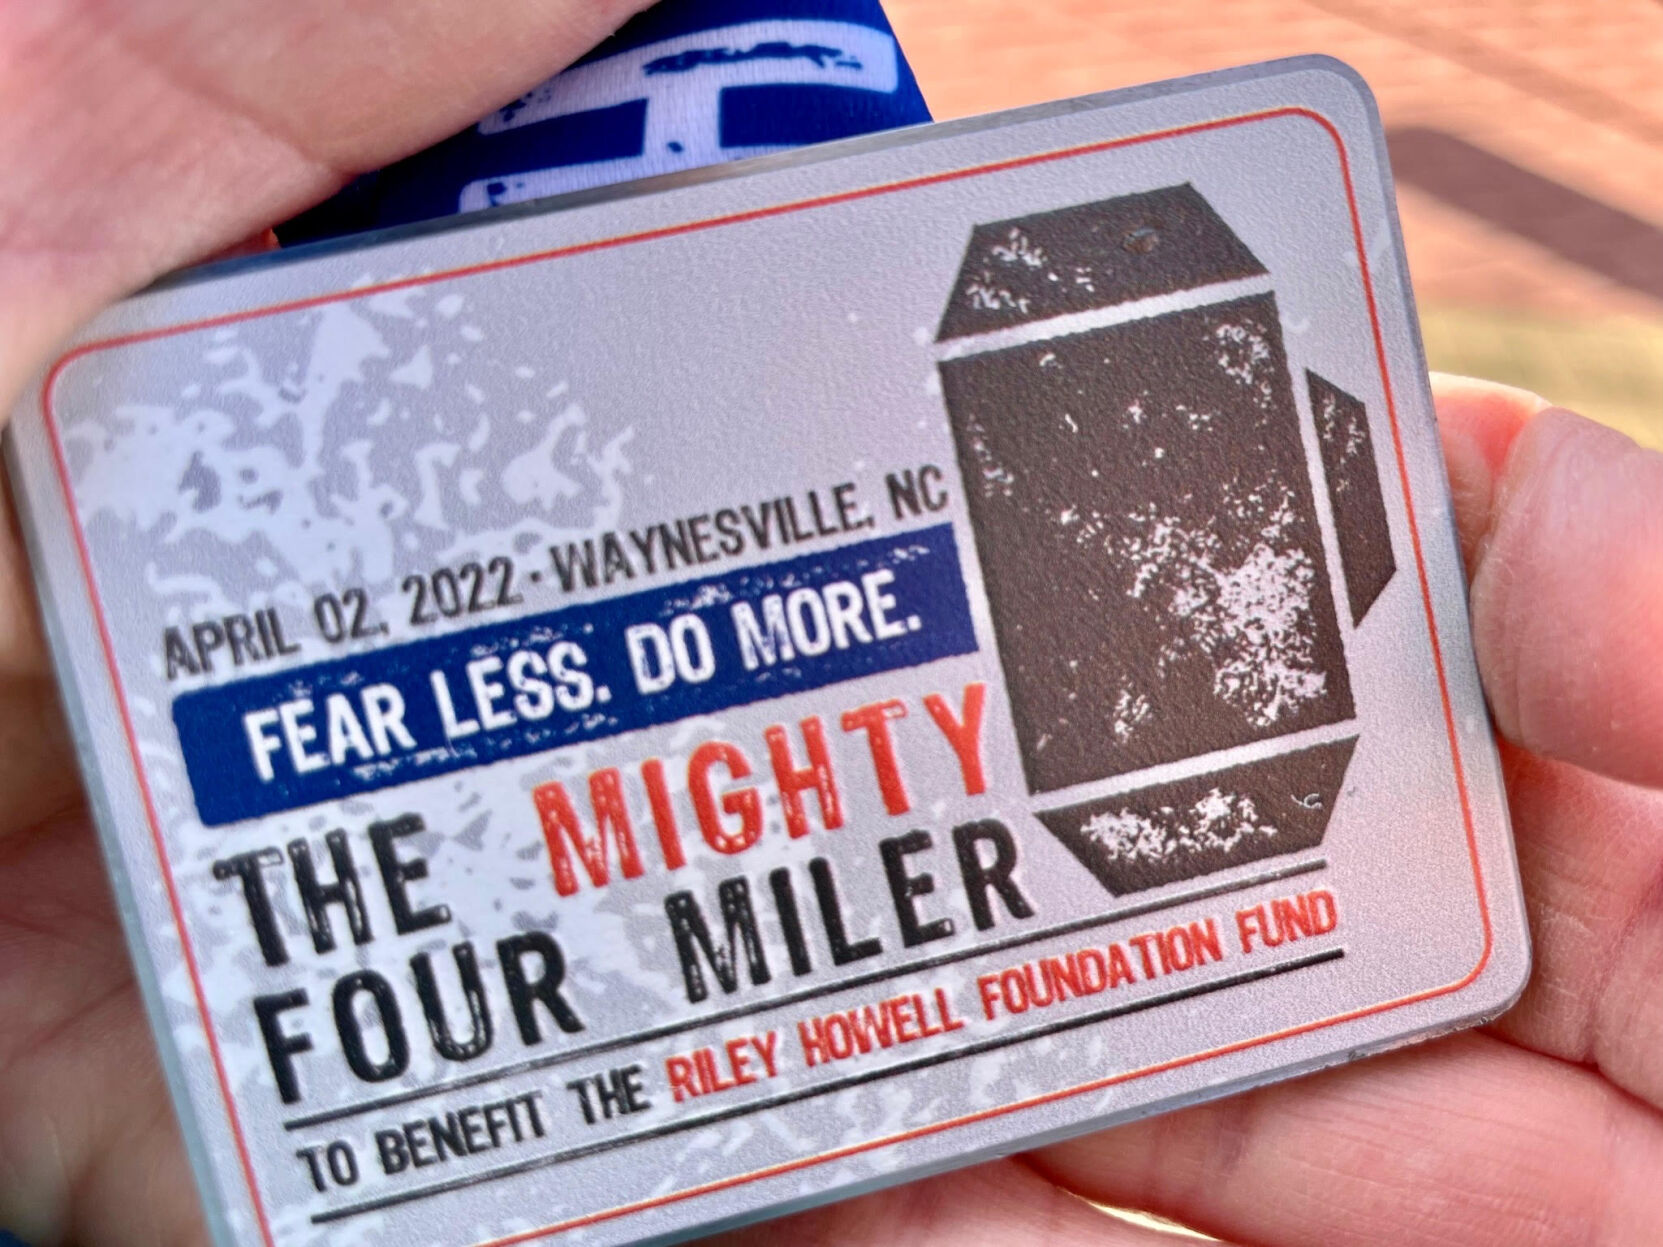 APRIL 02, 2022 · WAYNESVILLE, NC
FEAR LESS. DO MORE.
THE MIGHTY
FOUR MILER
TO BENEFIT THE RILEY HOWELL FOUNDATION FUND